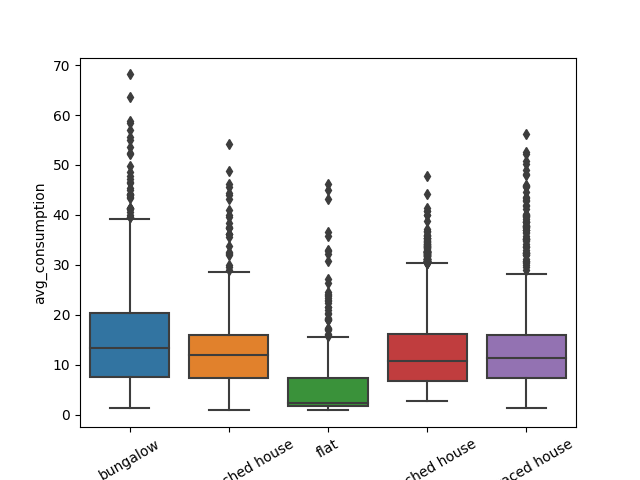 70
60
50
40
30
20
10
0
avg_consumption
bungalow
ched house
flat
ched house
aced house